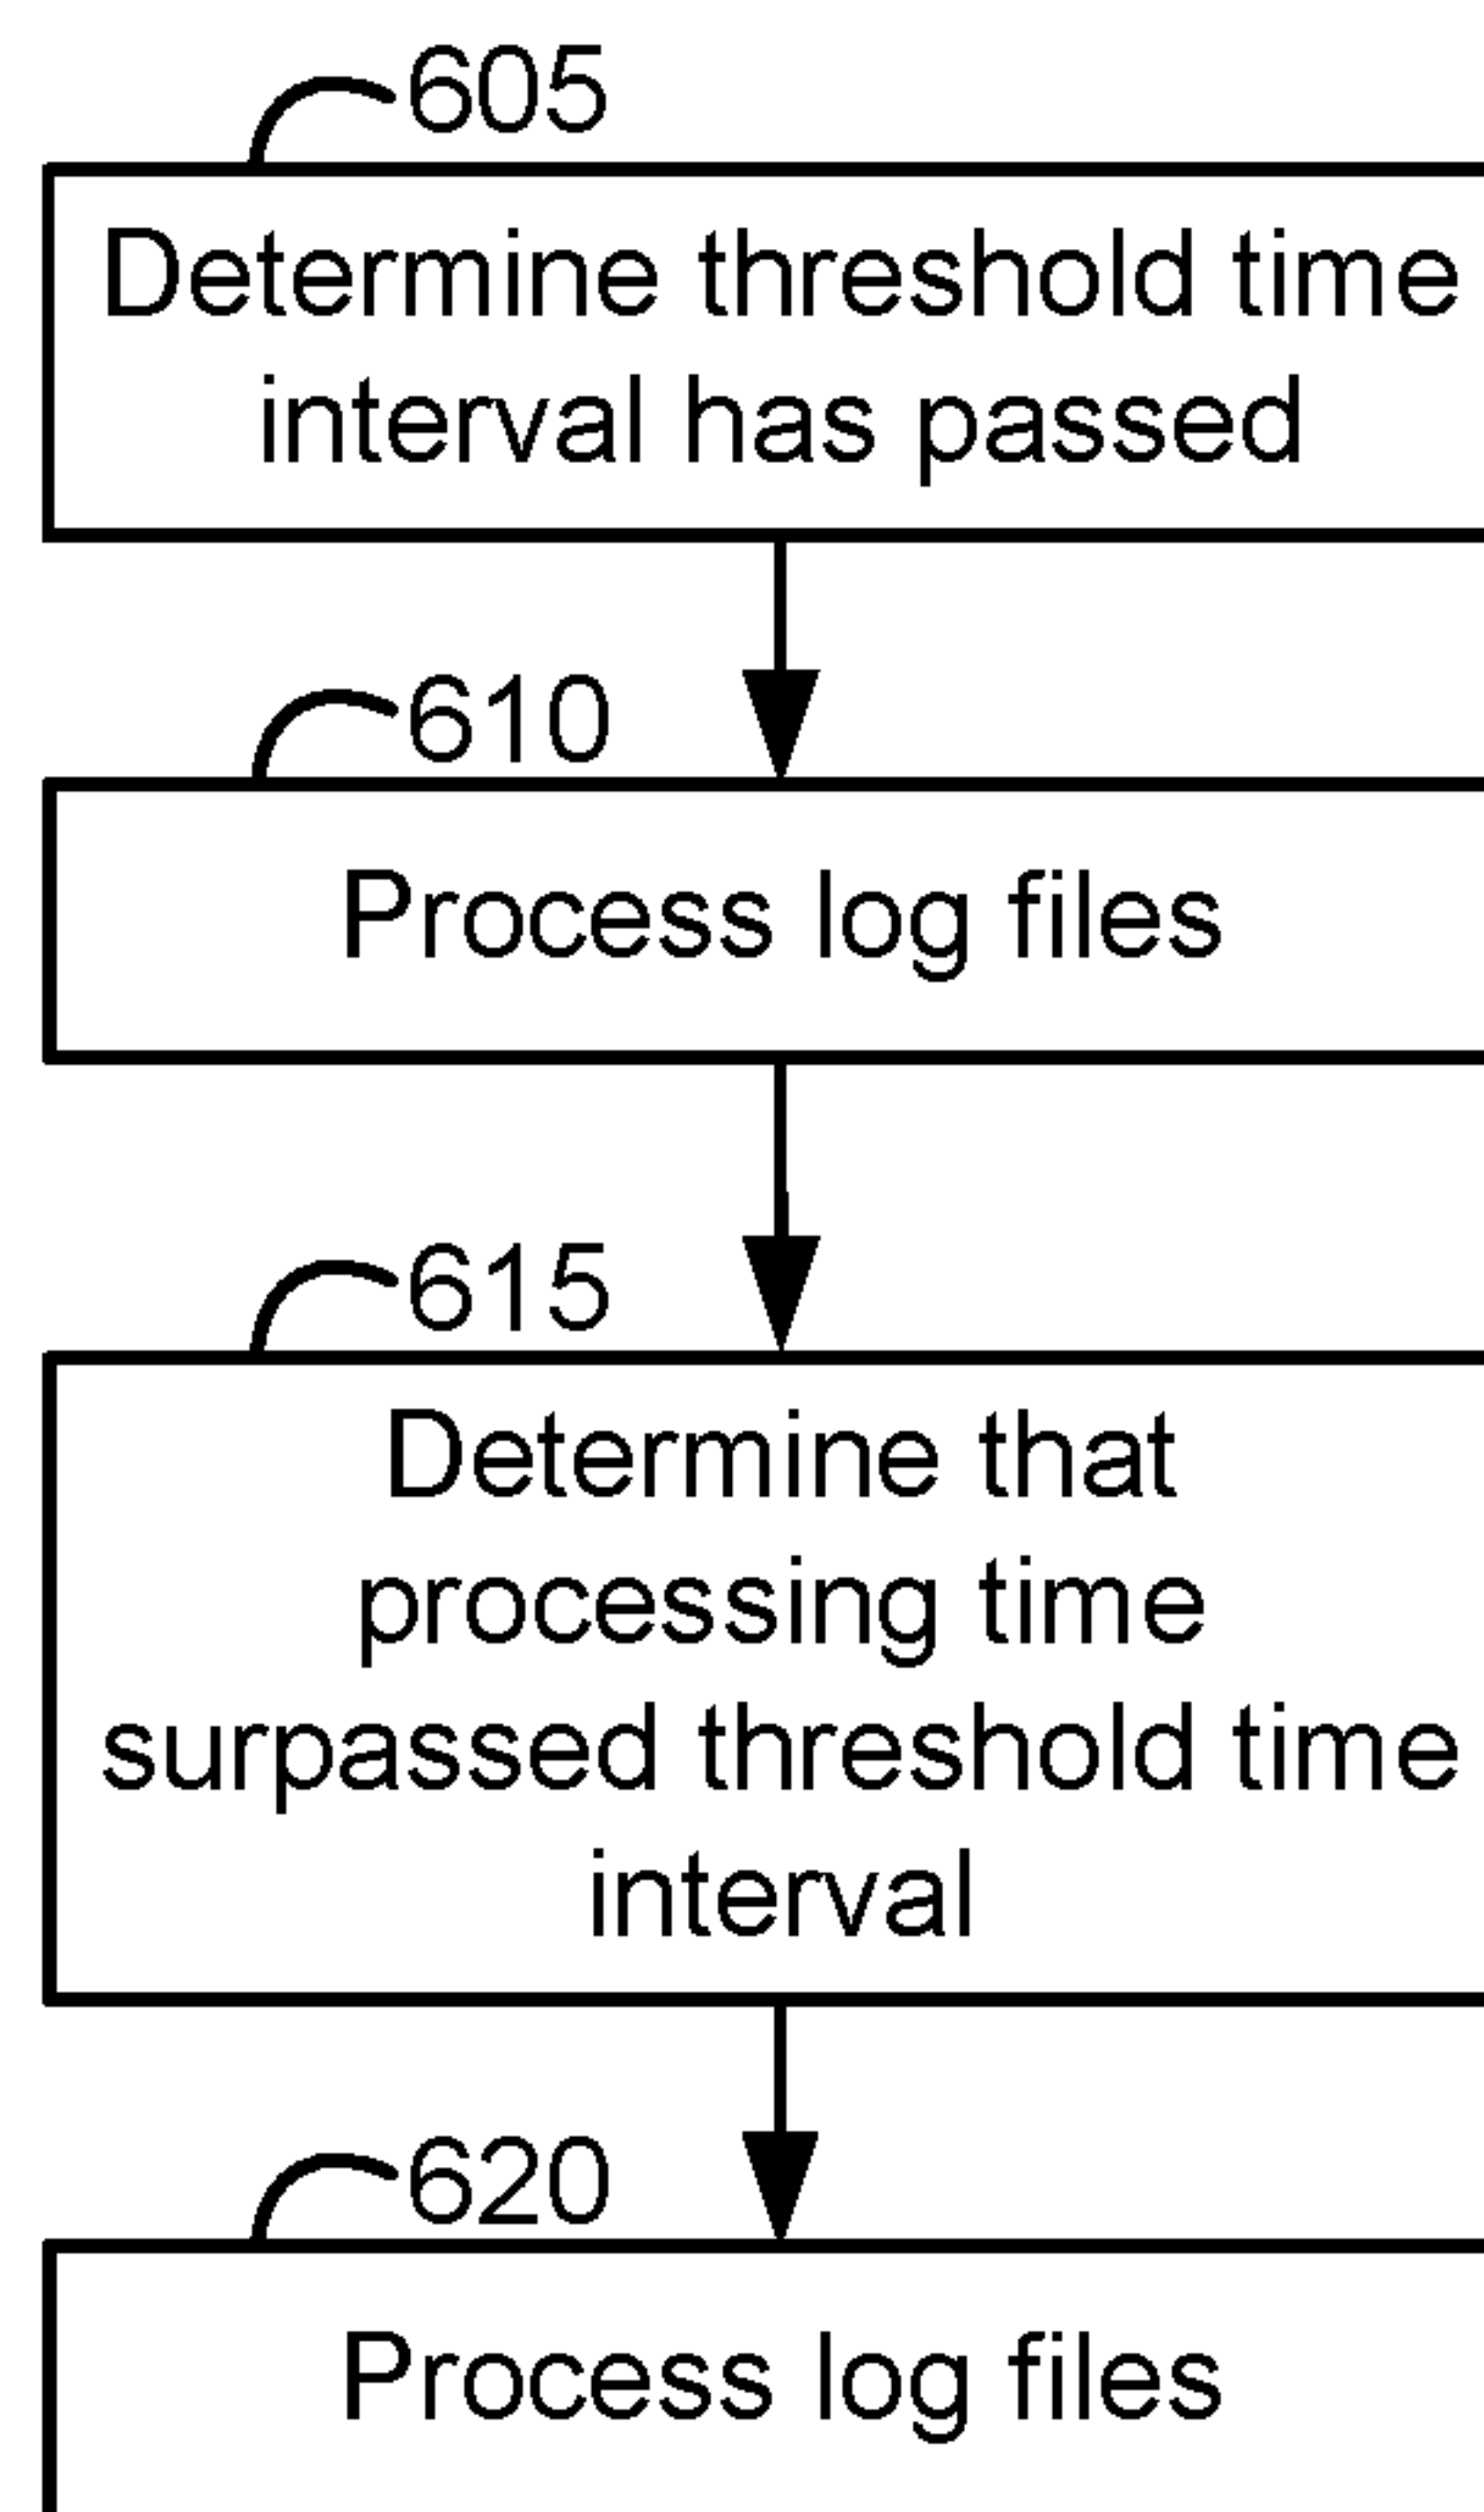 605
Determine threshold time
interval has passed
610
Process log files
615
Determine that
processing time
surpassed threshold time
interval
620
Process log files